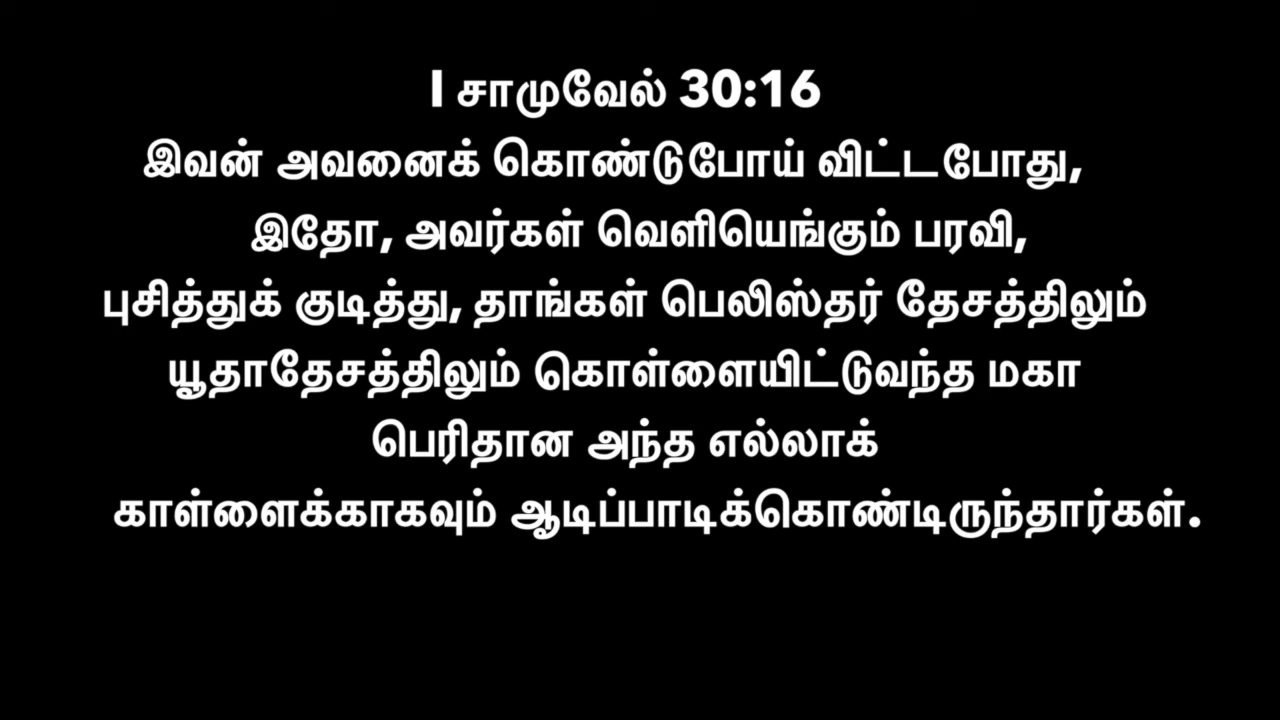 I சாமுவேல் 30:16
இவன் அவனைக் கொண்டுபோய் விட்டபோது,
இதோ, அவர்கள் வெளியெங்கும் பரவி,
புசித்துக் குடித்து, தாங்கள் பெலிஸ்தர் தேசத்திலும்
யூதாதேசத்திலும் கொள்ளையிட்டுவந்த மகா
பெரிதான அந்த எல்லாக்
காள்ளைக்காகவும் ஆடிப்பாடிக்கொண்டிருந்தார்கள்.